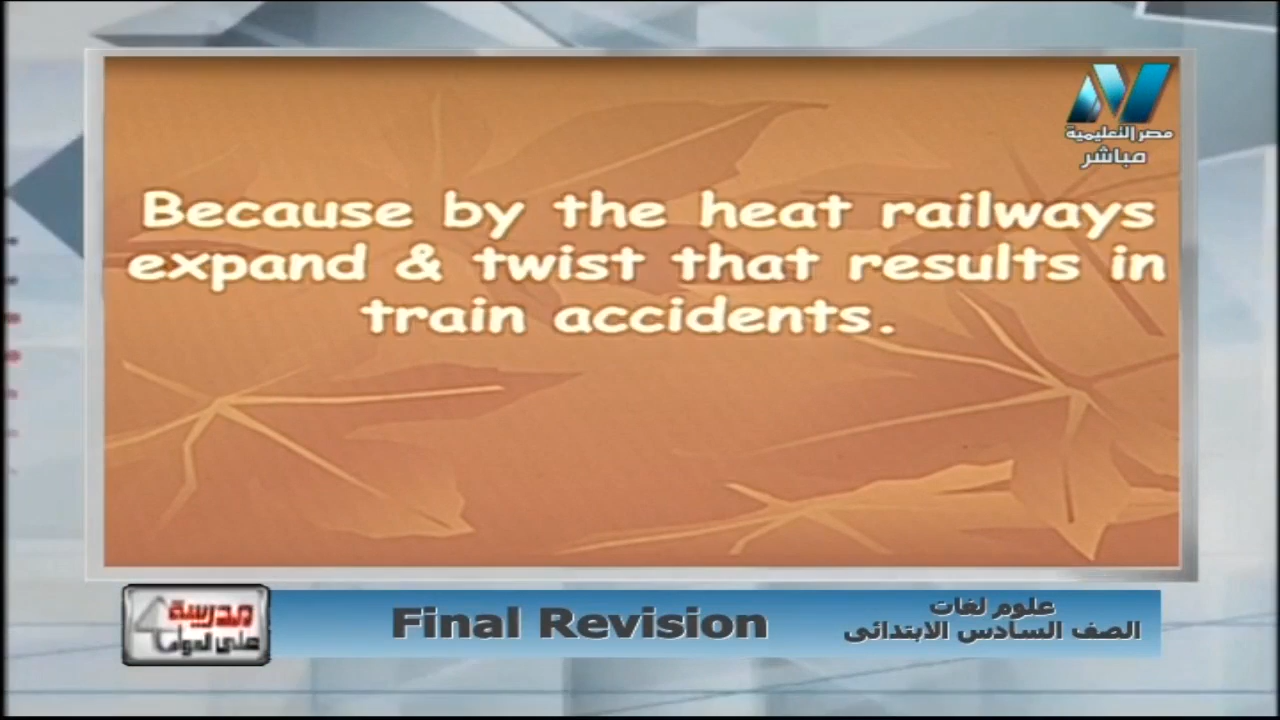 مصر التعليمية
مباشر
Because by the heat railways
expand & twist that results in
train accidents.
مدرسة
على الهواء
Final Revision
علوم لغات
الصف السادس الابتدائى